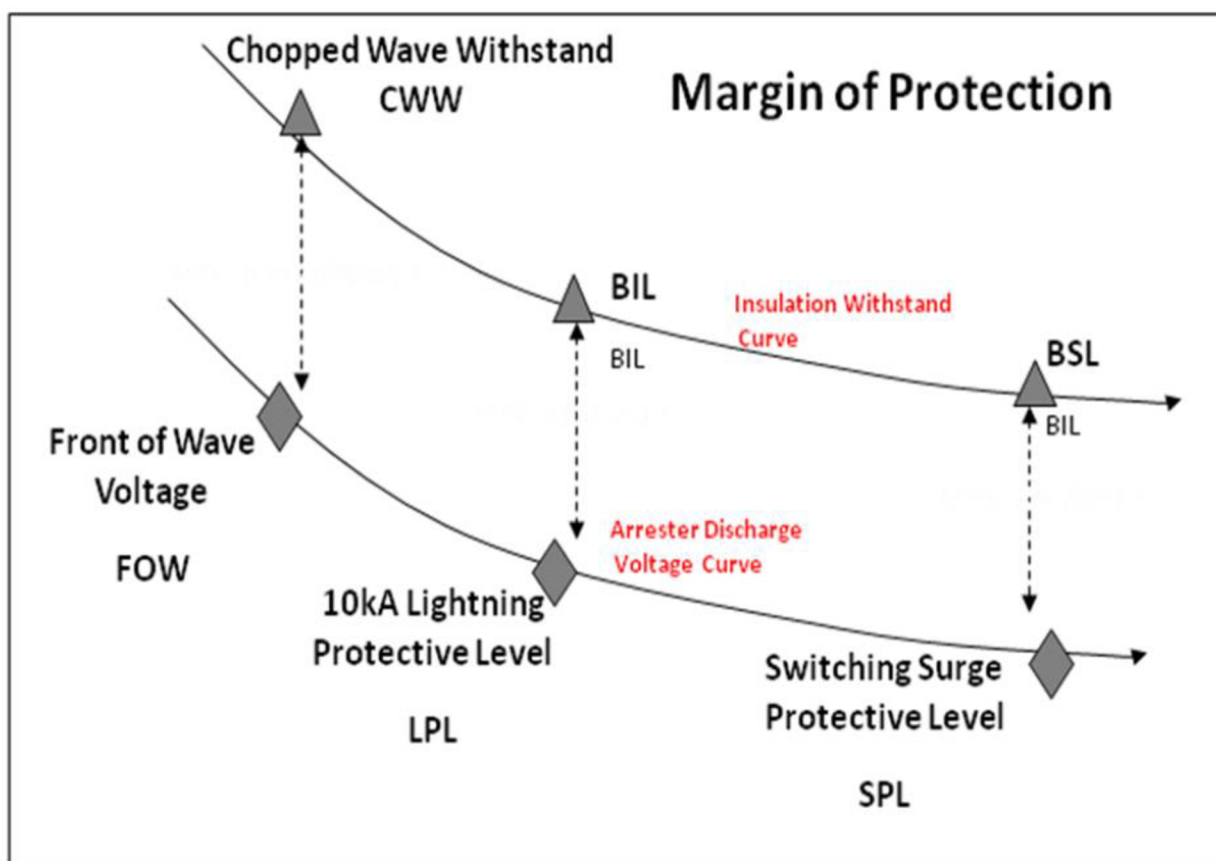 Chopped Wave Withstand
CWW
Margin of Protection
BIL
BIL
Insulation Withstand
Curve
BSL
BIL
Front of Wave
Voltage
FOW
Arrester Discharge
Voltage Curve
10kA Lightning
Protective Level
LPL
Switching Surge
Protective Level
SPL